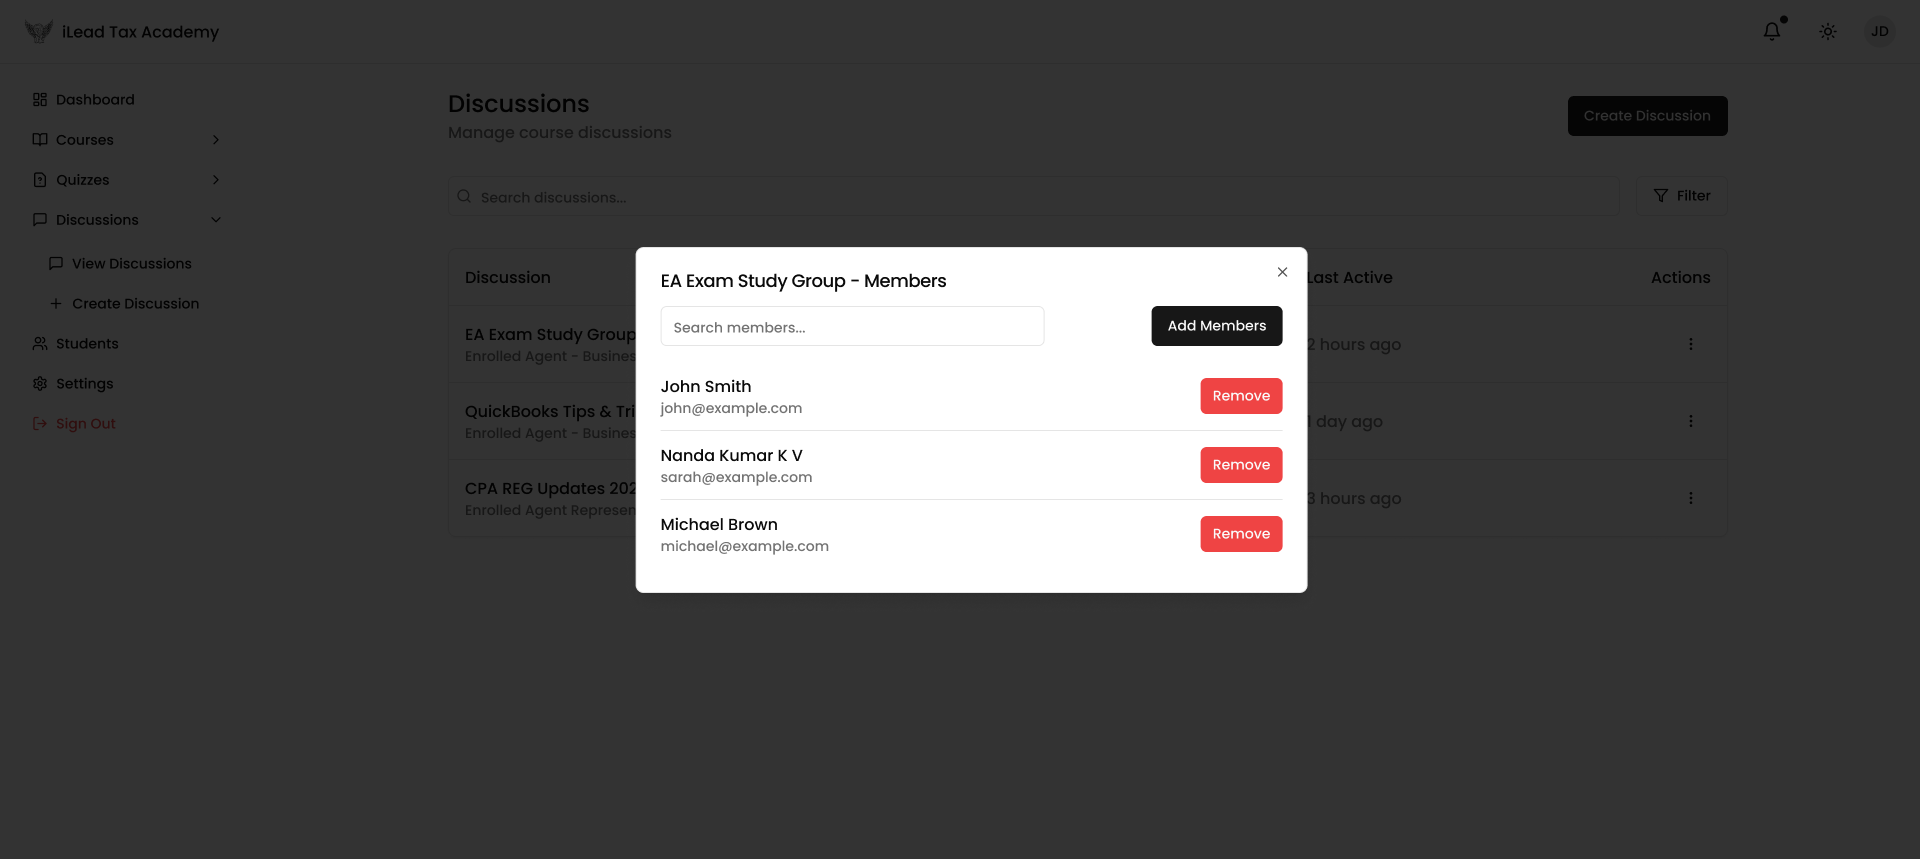 iLead Tax Academy
JD
Dashboard
Courses
Quizzes
Discussions
View Discussions
Create Discussion
Students
Settings
Sign Out
Discussions
Manage course discussions
Create Discussion
Search discussions...
Filter
Discussion
Last Active
Actions
EA Exam Study Group
Enrolled Agent - Busines
2 hours ago
QuickBooks Tips & Tri
Enrolled Agent - Busines
1 day ago
CPA REG Updates 202
Enrolled Agent Represen
3 hours ago
EA Exam Study Group - Members
Search members...
Add Members
John Smith
john@example.com
Remove
Nanda Kumar K V
sarah@example.com
Remove
Michael Brown
michael@example.com
Remove